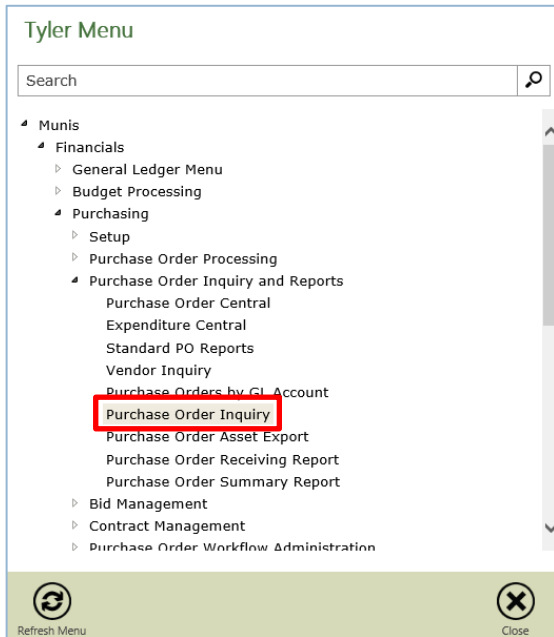 Tyler Menu
Search
Munis
Financials
General Ledger Menu
Budget Processing
Purchasing
Setup
Purchase Order Processing
Purchase Order Inquiry and Reports
Purchase Order Central
Expenditure Central
Standard PO Reports
Vendor Inquiry
Purchase Orders by GL Account
Purchase Order Inquiry
Purchase Order Asset Export
Purchase Order Receiving Report
Purchase Order Summary Report
Bid Management
Contract Management
Purchase Order Workflow Administration
Refresh Menu
Close